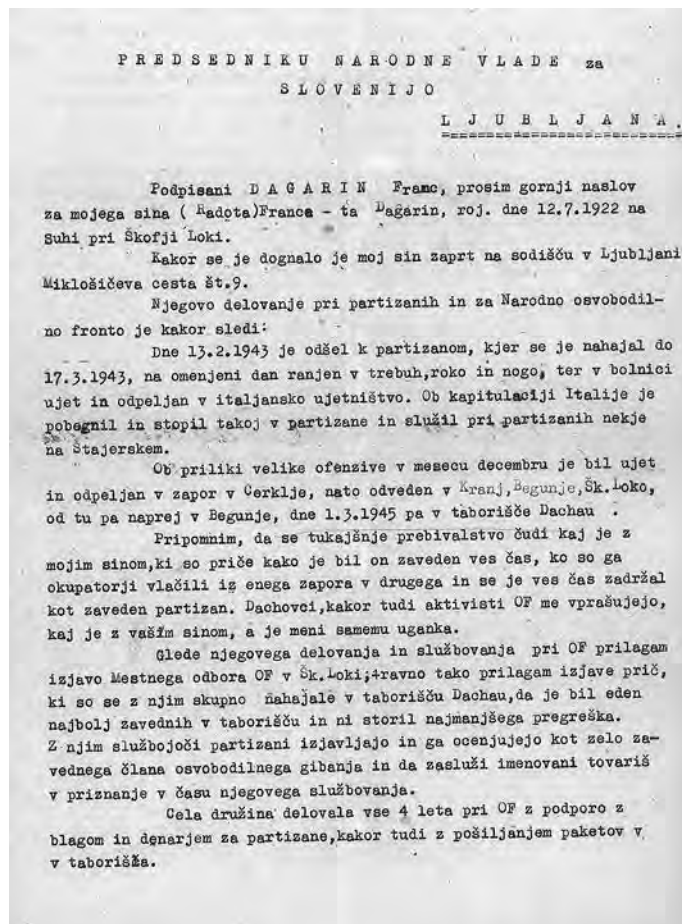 PREDSEDNIKU NARODNE VLADE za
SLOVENIJO
LJUBLJANA.
Podpisani DAGARIN Franc, prosim gornji naslov
za mojega sina ( Radota)Franca - ta Dagarin, roj. dne 12.7.1922 na
Suhi pri Škofji Loki.
Kakor se je dognalo je moj sin zaprt na sodišču v Ljubljani
Miklošičeva cesta št.9.
Njegovo delovanje pri partizanih in za Narodno osvobodil-
no fronto je kakor sledi:
Dne 13.2.1943 je odšel k partizanom, kjer se je nahajal do
17.3.1943, na omenjeni dan ranjen v trebuh,roko in nogo, ter v bolnici
ujet in odpeljan v italjansko ujetništvo. Ob kapitulaciji Italije je
pobegnil in stopil takoj v partizane in služil pri partizanih nekje
na Štajerskem.
Ob priliki velike ofenzive v mesecu decembru je bil ujet
in odpeljan v zapor v Cerklje, nato odveden v Kranj,Begunje,Šk.Loko,
od tu pa naprej v Begunje, dne 1.3.1945 pa v taborišče Dachau .
Pripomnim, da se tukajšnje prebivalstvo čudi kaj je z
mojim sinom,ki so priče kako je bil on zaveden ves čas, ko so ga
okupatorji vlačili iz enega zapora v drugega in se je ves čas zadržal
kot zaveden partizan. Dachovci,kakor tudi aktivisti OF me vprašujejo,
kaj je z vašim sinom, a je meni samemu uganka.
Glede njegovega delovanja in službovanja pri OF prilagam
izjavo Mestnega odbora OF v Šk.Loki;+ravno tako prilagam izjave prič,
ki so se z njim skupno nahajale v taborišču Dachau,da je bil eden
najbolj zavednih v taborišču in ni storil najmanjšega pregreška.
Z njim službojoči partizani izjavljajo in ga ocenjujejo kot zelo za-
vednega člana osvobodilnega gibanja in da zasluži imenovani tovariš
v priznanje v času njegovega službovanja.
Cela družina delovala vse 4 leta pri OF z podporo z
blagom in denarjem za partizane,kakor tudi z pošiljanjem paketov v
v taborišža.